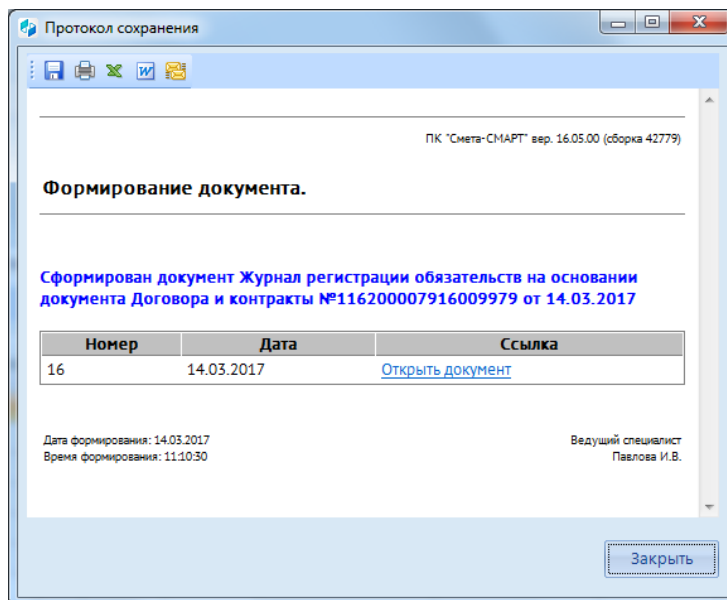 Протокол сохранения
ПК "Смета-СМАРТ" вер. 16.05.00 (сборка 42779)
Формирование документа.
Сформирован документ Журнал регистрации обязательств на основании
документа Договора и контракты №116200007916009979 от 14.03.2017
Номер Дата Ссылка
16 14.03.2017 Открыть документ
Дата формирования: 14.03.2017 Ведущий специалист
Время формирования: 11:10:30 Павлова И.В.
Закрыть